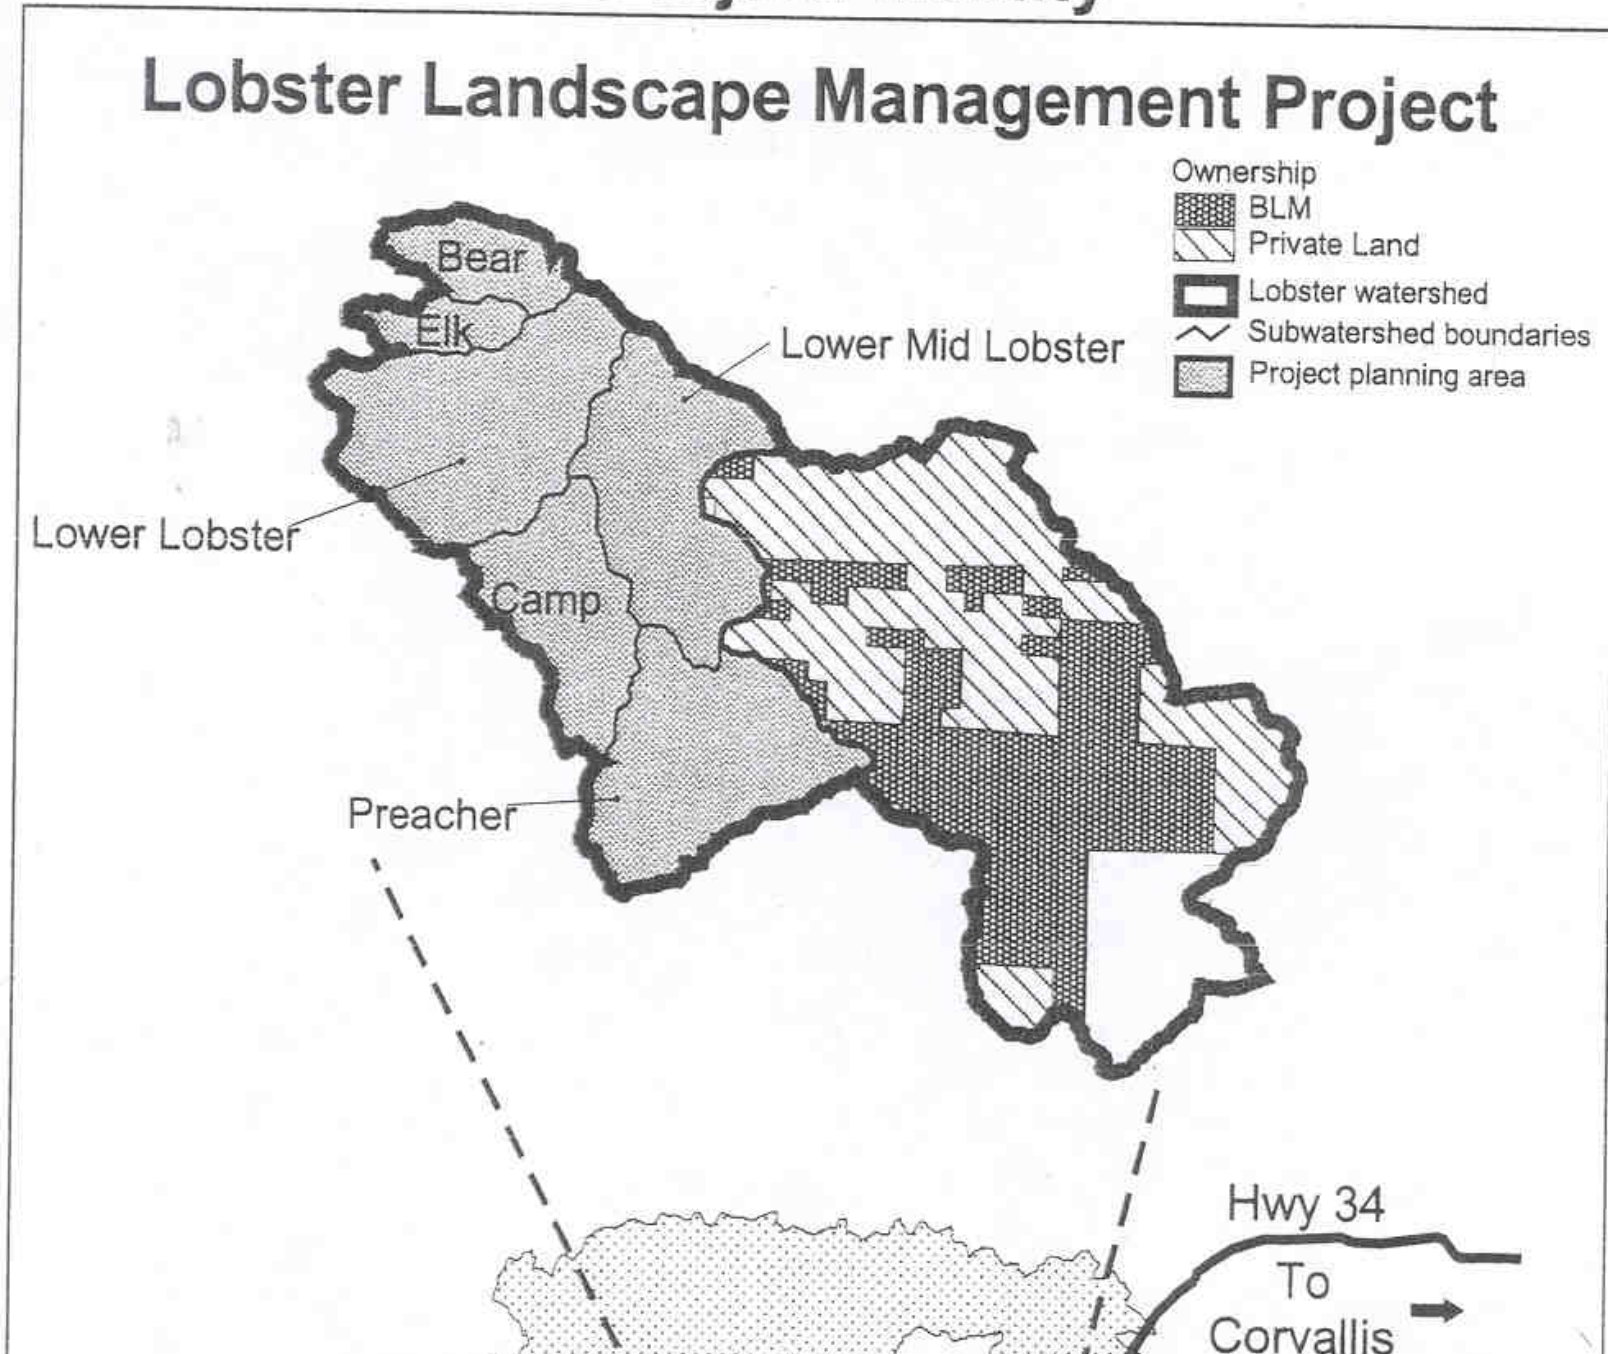 Lobster Landscape Management Project
Ownership
BLM
Private Land
Lobster watershed
Subwatershed boundaries
Project planning area
Bear
Elk
Lower Mid Lobster
Lower Lobster
Camp
Preacher
Hwy 34
To
Corvallis